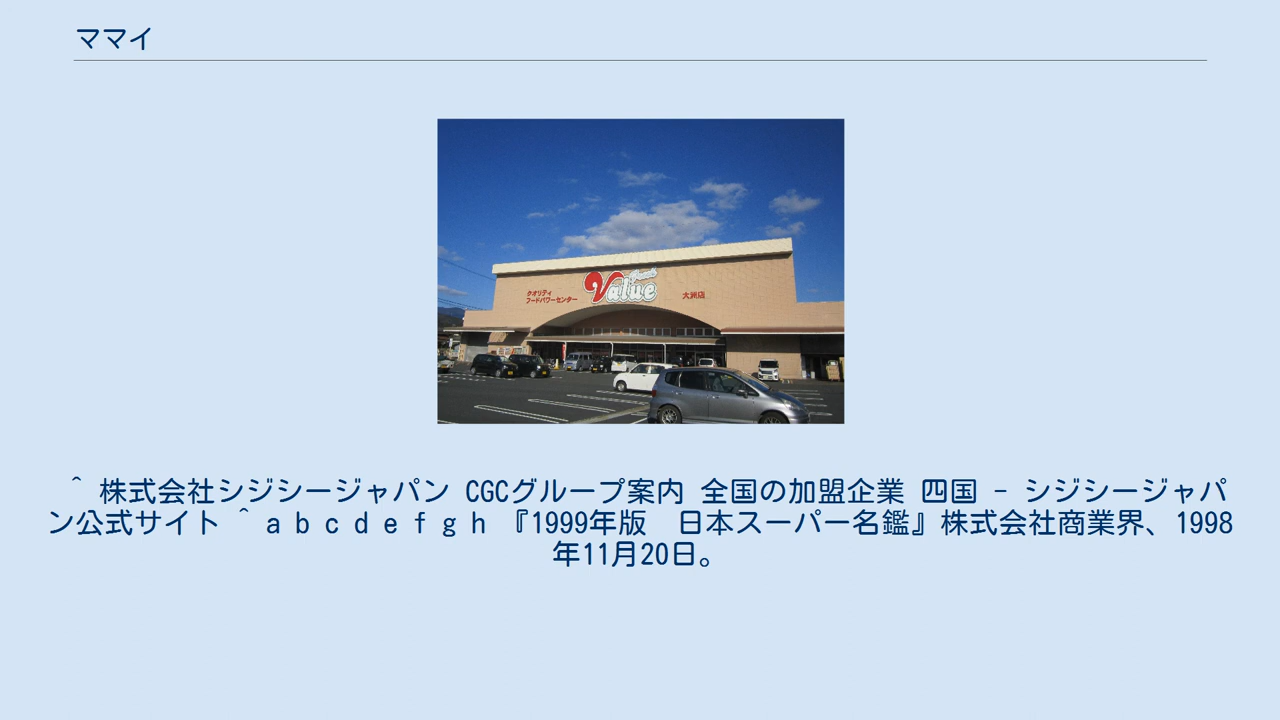 ママイ
クオリティ
フードパワーセンター
Value
大洲店
^ 株式会社シジシージャパン CGCグループ案内 全国の加盟企業 四国 - シジシージャパ
ン公式サイト ^ a b c d e f g h 『1999年版　日本スーパー名鑑』株式会社商業界、1998
年11月20日。